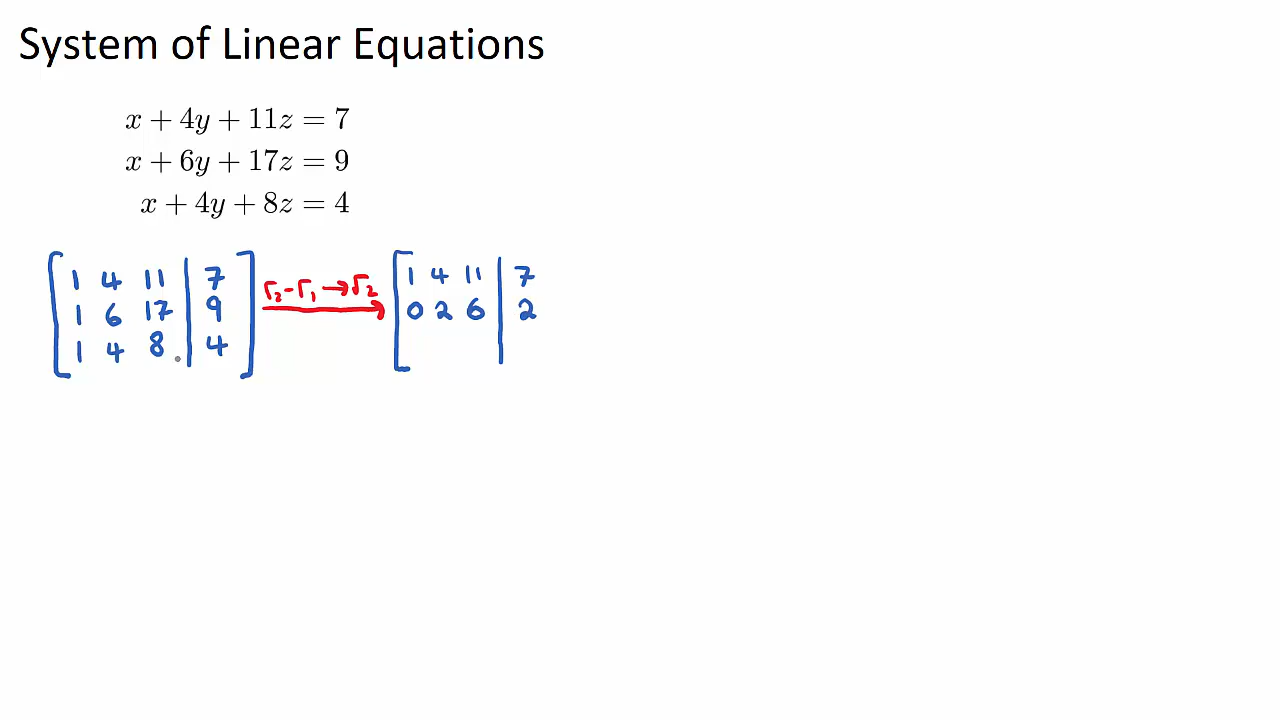 System of Linear Equations
x + 4y + 11z = 7
x + 6y + 17z = 9
x + 4y + 8z = 4
1 4 11 | 7
1 6 17 | 9
1 4 8 | 4
r₂-r₁→r₂
1 4 11 | 7
0 2 6 | 2